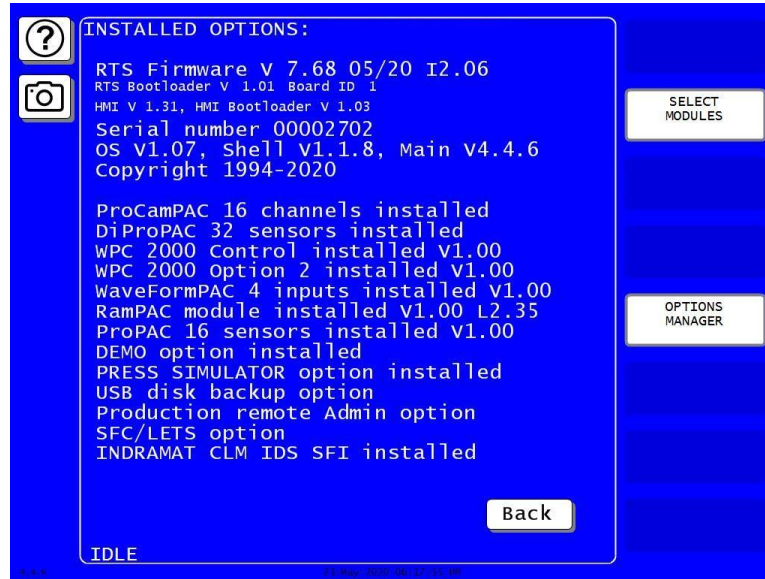 ?
INSTALLED OPTIONS:
RTS Firmware V 7.68 05/20 I2.06
RTS Bootloader V 1.01 Board ID 1
HMI V 1.31, HMI Bootloader V 1.03
Serial number 00002702
OS V1.07, Shell V1.1.8, Main V4.4.6
Copyright 1994-2020
ProCamPAC 16 channels installed
DiProPAC 32 sensors installed
WPC 2000 Control installed V1.00
WPC 2000 Option 2 installed V1.00
WaveFormPAC 4 inputs installed V1.00
RamPAC module installed V1.00 L2.35
ProPAC 16 sensors installed V1.00
DEMO option installed
PRESS SIMULATOR option installed
USB disk backup option
Production remote Admin option
SFC/LETS option
INDRAMAT CLM IDS SFI installed
Back
IDLE
SELECT
MODULES
OPTIONS
MANAGER